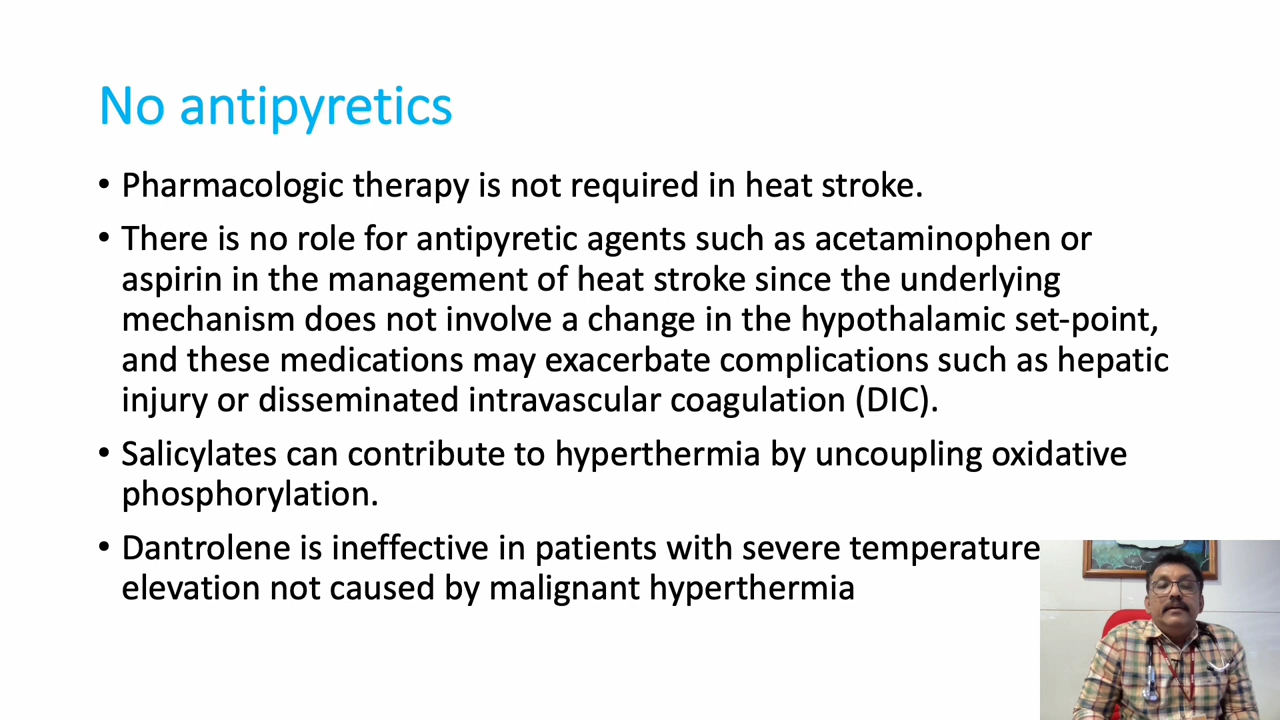 No antipyretics
• Pharmacologic therapy is not required in heat stroke.
• There is no role for antipyretic agents such as acetaminophen or
aspirin in the management of heat stroke since the underlying
mechanism does not involve a change in the hypothalamic set-point,
and these medications may exacerbate complications such as hepatic
injury or disseminated intravascular coagulation (DIC).
• Salicylates can contribute to hyperthermia by uncoupling oxidative
phosphorylation.
• Dantrolene is ineffective in patients with severe temperature
elevation not caused by malignant hyperthermia